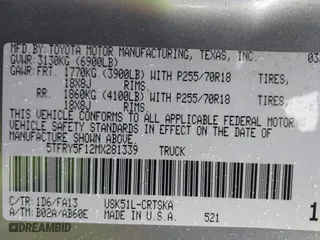 MFD.BY:TOYOTA MOTOR MANUFACTURING, TEXAS, INC. 03
GVWR:3130KG(6900LB)
GAWR:FRT. 1770KG(3900LB)WITH P255/70R18 TIRES,
18X8J RIMS,
RR. 1860KG(4100LB)WITH P255/70R18 TIRES,
18X8J RIMS,
THIS VEHICLE CONFORMS TO ALL APPLICABLE FEDERAL MOTOR
VEHICLE SAFETY STANDARDS IN EFFECT ON THE DATE OF
MANUFACTURE SHOWN ABOVE.
5TFRY5F12MX281339 TRUCK
C/TR:1D6/FA13 USK51L-CRTSKA
A/TM:B02A/AB60E 521